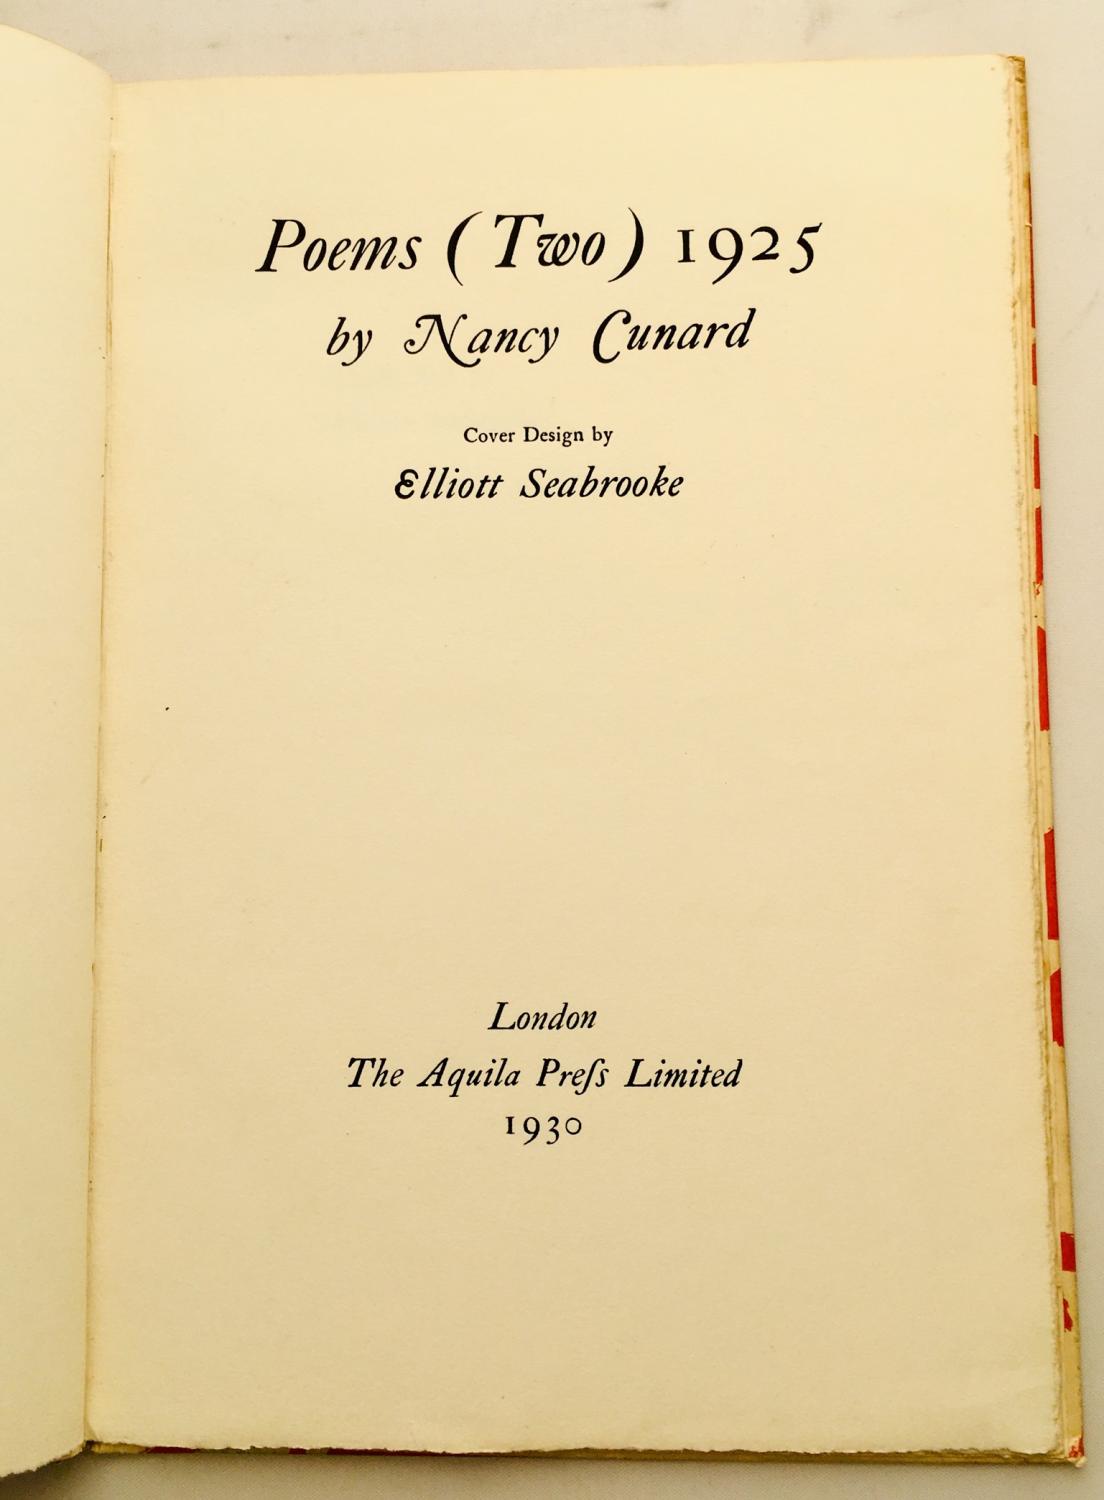 Poems (Two) 1925
by Nancy Cunard
Cover Design by
Elliott Seabrooke
London
The Aquila Preſs Limited
1930